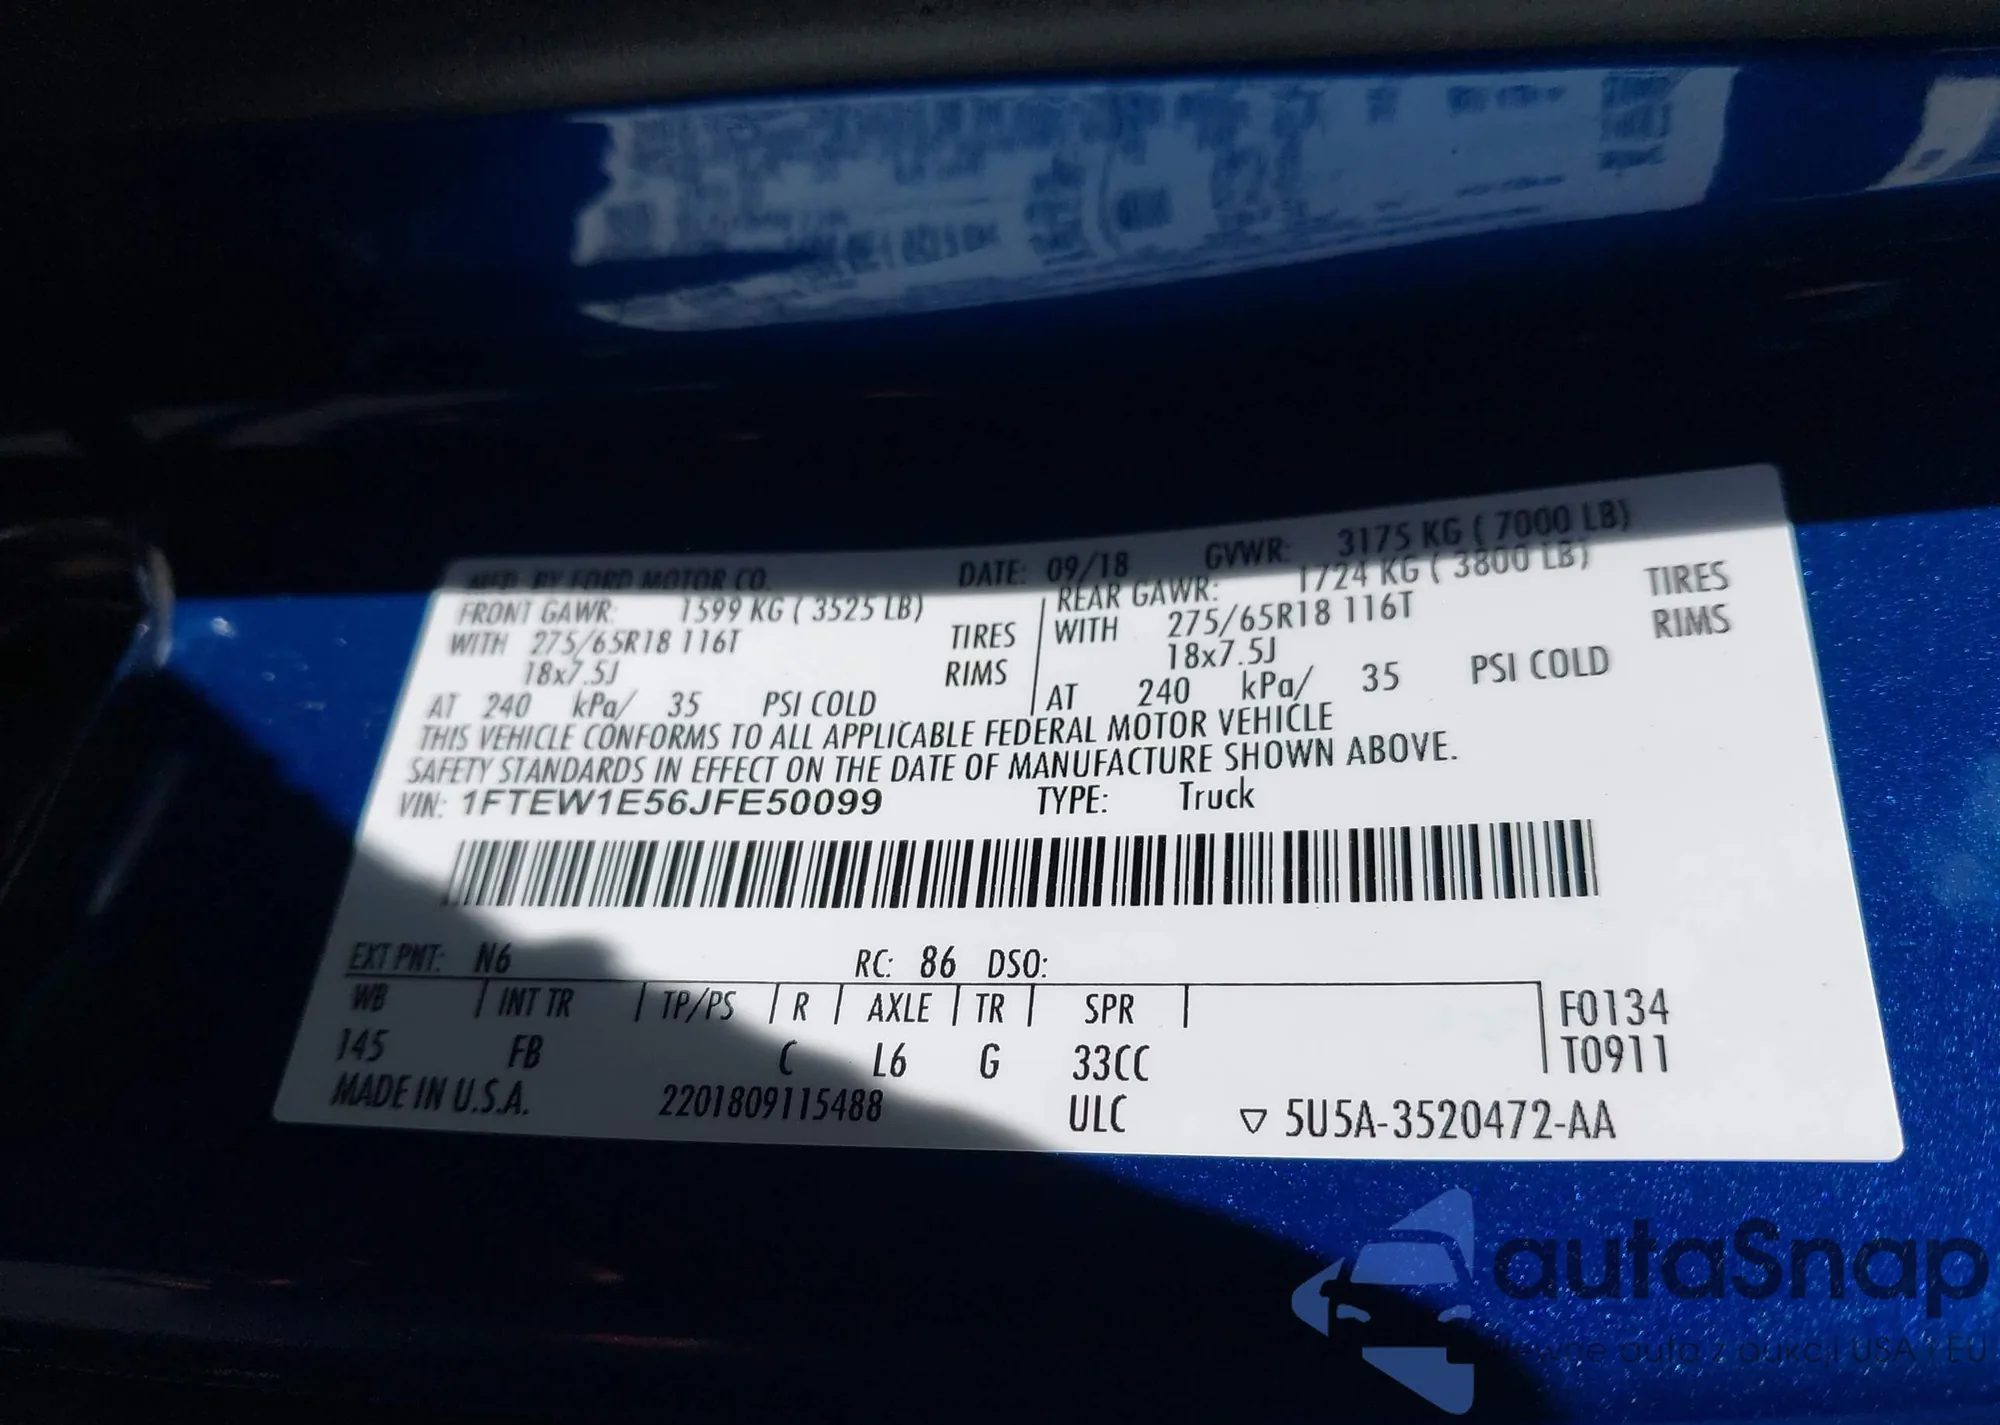 MFD. BY FORD MOTOR CO. DATE: 09/18 GVWR: 3175 KG ( 7000 LB)
FRONT GAWR: 1599 KG ( 3525 LB) REAR GAWR: 1724 KG ( 3800 LB)
WITH 275/65R18 116T TIRES WITH 275/65R18 116T TIRES
18x7.5J RIMS 18x7.5J RIMS
AT 240 kPa/ 35 PSI COLD AT 240 kPa/ 35 PSI COLD
THIS VEHICLE CONFORMS TO ALL APPLICABLE FEDERAL MOTOR VEHICLE
SAFETY STANDARDS IN EFFECT ON THE DATE OF MANUFACTURE SHOWN ABOVE.
VIN: 1FTEW1E56JFE50099 TYPE: Truck
EXT PNT: N6 RC: 86 DSO:
WB INT TR TP/PS R AXLE TR SPR F0134
145 FB C L6 G 33CC T0911
MADE IN U.S.A. 2201809115488 ULC ▽ 5U5A-3520472-AA
autaSnap
pewne auta z aukcji USA i EU